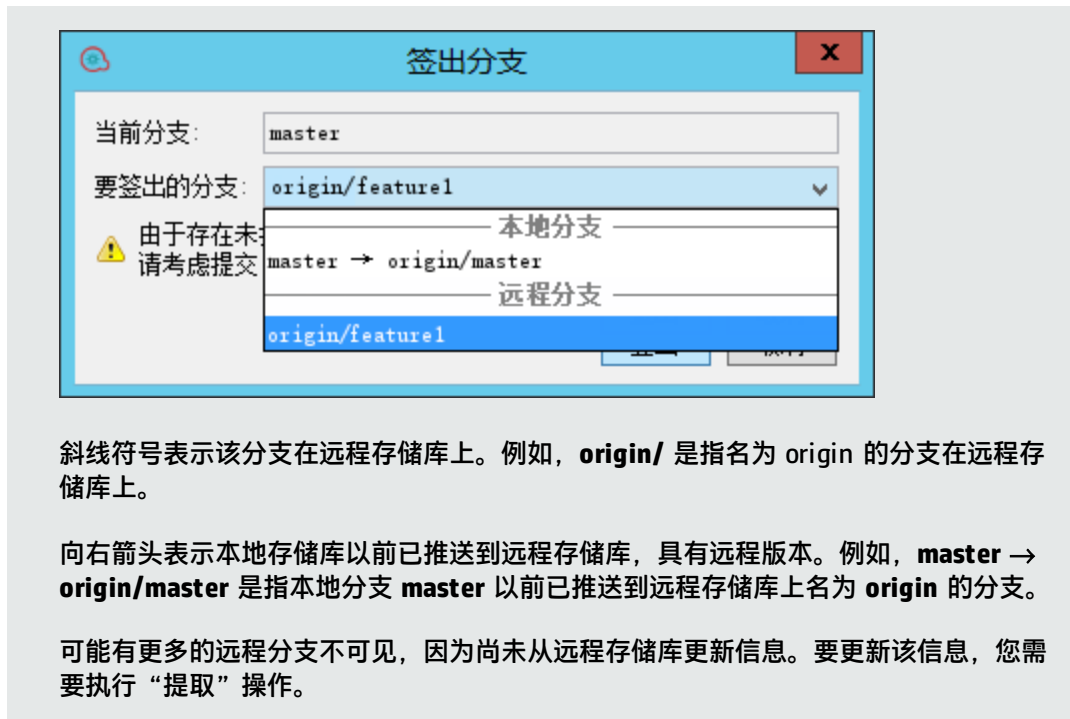 签出分支
当前分支: master
要签出的分支: origin/feature1
本地分支
由于存在未
master → origin/master
请考虑提交
远程分支
origin/feature1
斜线符号表示该分支在远程存储库上。例如，origin/ 是指名为 origin 的分支在远程存
储库上。
向右箭头表示本地存储库以前已推送到远程存储库，具有远程版本。例如，master →
origin/master 是指本地分支 master 以前已推送到远程存储库上名为 origin 的分支。
可能有更多的远程分支不可见，因为尚未从远程存储库更新信息。要更新该信息，您需
要执行“提取”操作。